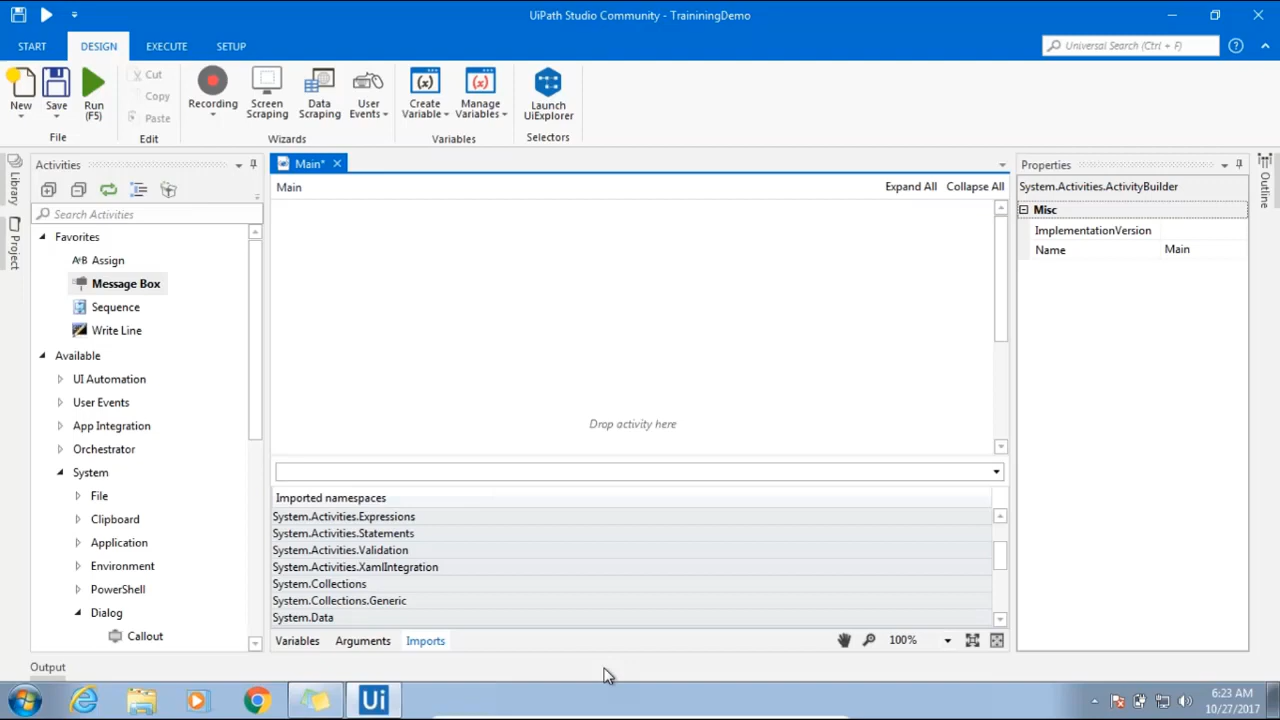 UiPath Studio Community - TraininingDemo
START DESIGN EXECUTE SETUP
Universal Search (Ctrl + F)
New Save Run (F5)
Cut
Copy
Paste
Recording Screen Scraping Data Scraping User Events
Create Variable Manage Variables
Launch UiExplorer
File Edit Wizards Variables Selectors
Library
Project
Activities
Search Activities
Favorites
Assign
Message Box
Sequence
Write Line
Available
UI Automation
User Events
App Integration
Orchestrator
System
File
Clipboard
Application
Environment
PowerShell
Dialog
Callout
Main*
Main Expand All Collapse All
Drop activity here
Imported namespaces
System.Activities.Expressions
System.Activities.Statements
System.Activities.Validation
System.Activities.XamlIntegration
System.Collections
System.Collections.Generic
System.Data
Variables Arguments Imports 100%
Properties
System.Activities.ActivityBuilder
Misc
ImplementationVersion
Name Main
Outline
Output
Ui
6:23 AM
10/27/2017